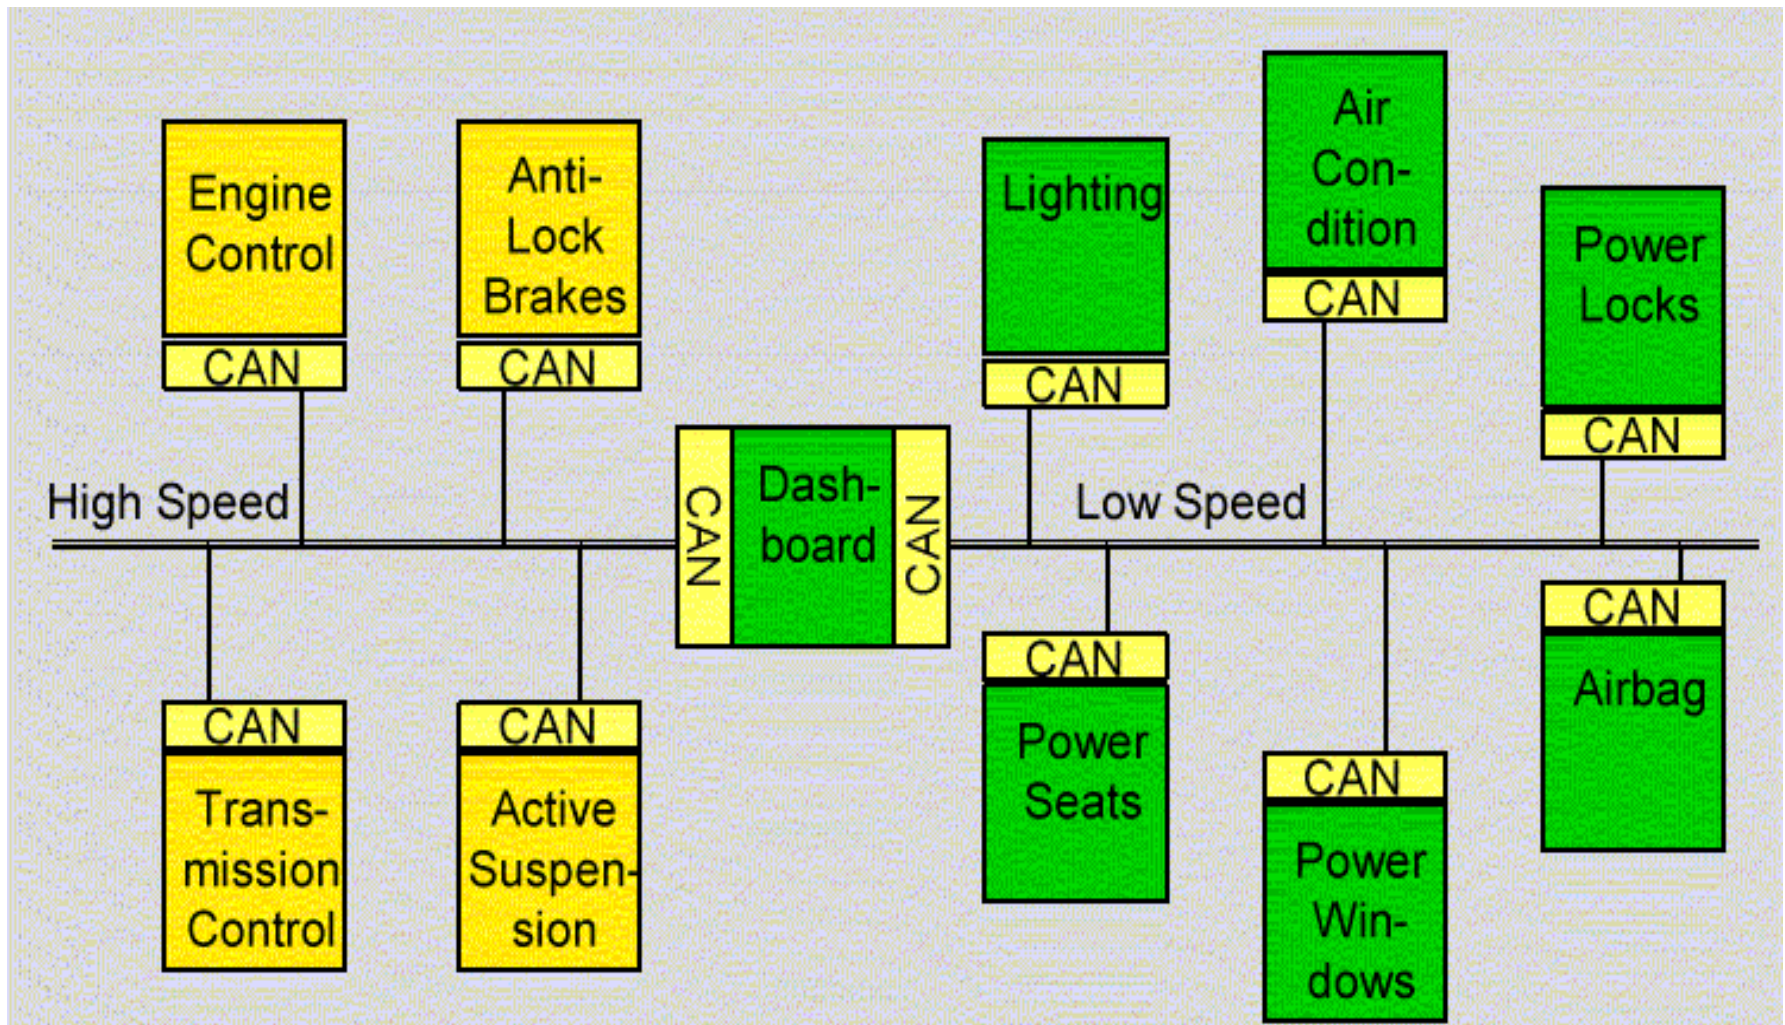 Engine
Control
CAN
Anti-
Lock
Brakes
CAN
Lighting
CAN
Air
Con-
dition
CAN
Power
Locks
CAN
High Speed
CAN
Dash-
board
CAN
Low Speed
CAN
Trans-
mission
Control
CAN
Active
Suspen-
sion
CAN
Power
Seats
CAN
Power
Win-
dows
CAN
Airbag